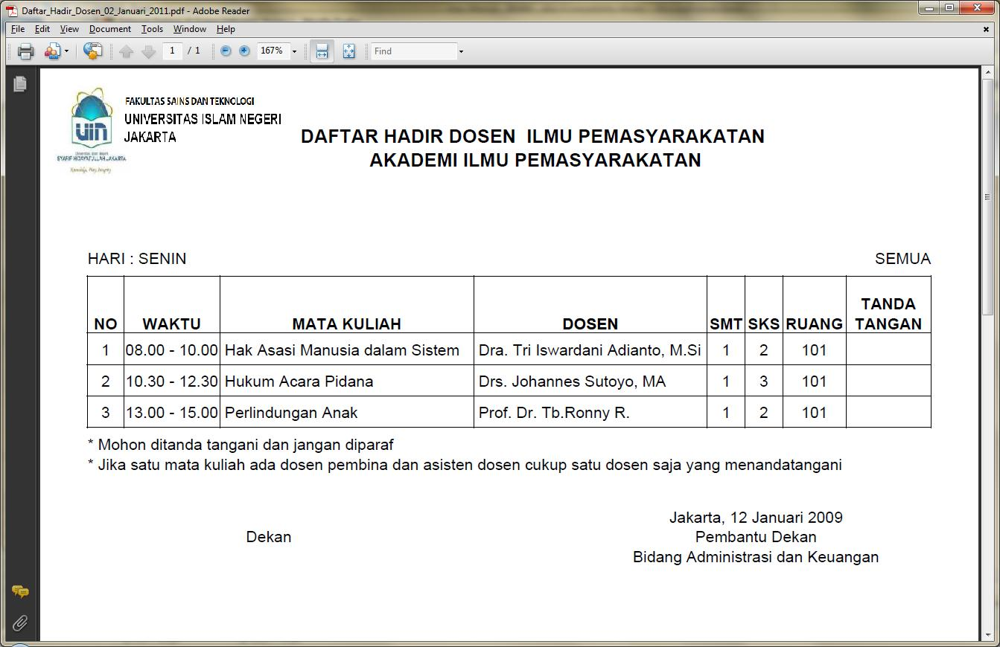 Daftar_Hadir_Dosen_02_Januari_2011.pdf - Adobe Reader
File Edit View Document Tools Window Help
1 / 1 167% Find
FAKULTAS SAINS DAN TEKNOLOGI
UNIVERSITAS ISLAM NEGERI
JAKARTA
uin
Universitas Islam Negeri
SYARIF HIDAYATULLAH JAKARTA
Knowledge, Piety, Integrity
DAFTAR HADIR DOSEN  ILMU PEMASYARAKATAN
AKADEMI ILMU PEMASYARAKATAN
HARI : SENIN SEMUA
NO WAKTU MATA KULIAH DOSEN SMT SKS RUANG TANDA TANGAN
1 08.00 - 10.00 Hak Asasi Manusia dalam Sistem Dra. Tri Iswardani Adianto, M.Si 1 2 101
2 10.30 - 12.30 Hukum Acara Pidana Drs. Johannes Sutoyo, MA 1 3 101
3 13.00 - 15.00 Perlindungan Anak Prof. Dr. Tb.Ronny R. 1 2 101
* Mohon ditanda tangani dan jangan diparaf
* Jika satu mata kuliah ada dosen pembina dan asisten dosen cukup satu dosen saja yang menandatangani
Jakarta, 12 Januari 2009
Dekan Pembantu Dekan
Bidang Administrasi dan Keuangan